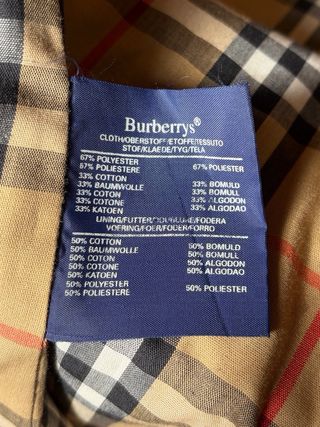 Burberrys®
CLOTH/OBERSTOFF/ETOFFE/TESSUTO
STOF/KLAEDE/TYG/TELA
67% POLYESTER
67% POLIESTERE 67% POLIESTER
33% COTTON
33% BAUMWOLLE 33% BOMULD
33% COTON 33% BOMULL
33% COTONE 33% ALGODON
33% KATOEN 33% ALGODAO
LINING/FUTTER/DOUBLURE/FODERA
VOERING/FOER/FODER/FORRO
50% COTTON 50% BOMULD
50% BAUMWOLLE 50% BOMULL
50% COTON 50% ALGODON
50% COTONE 50% ALGODAO
50% KATOEN
50% POLYESTER 50% POLIESTER
50% POLIESTERE